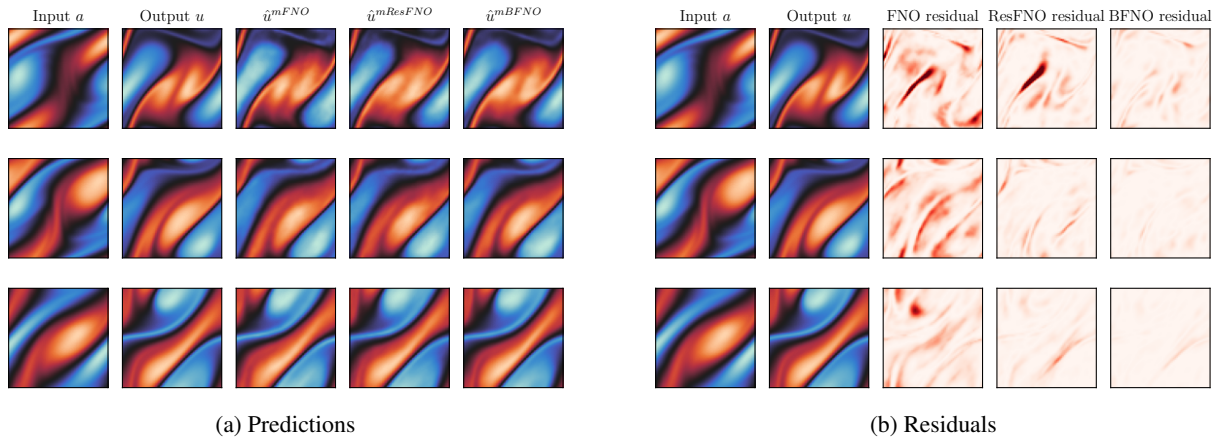 Input a Output u û^{mFNO} û^{mResFNO} û^{mBFNO}
(a) Predictions
Input a Output u FNO residual ResFNO residual BFNO residual
(b) Residuals